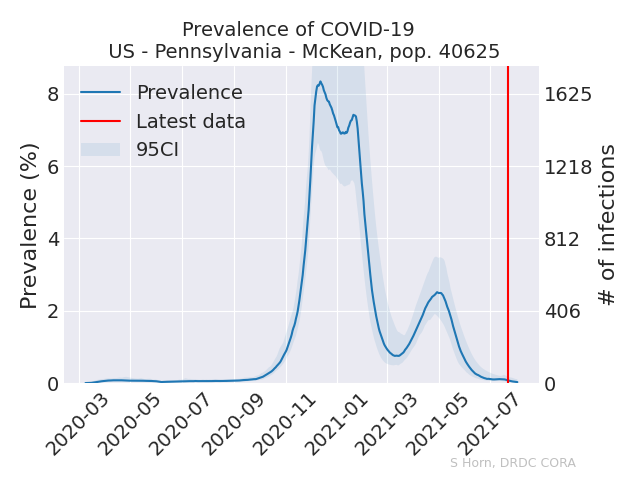 Prevalence of COVID-19
US - Pennsylvania - McKean, pop. 40625
Prevalence
Latest data
95CI
Prevalence (%)
8
6
4
2
0
# of infections
1625
1218
812
406
0
2020-03
2020-05
2020-07
2020-09
2020-11
2021-01
2021-03
2021-05
2021-07
S Horn, DRDC CORA